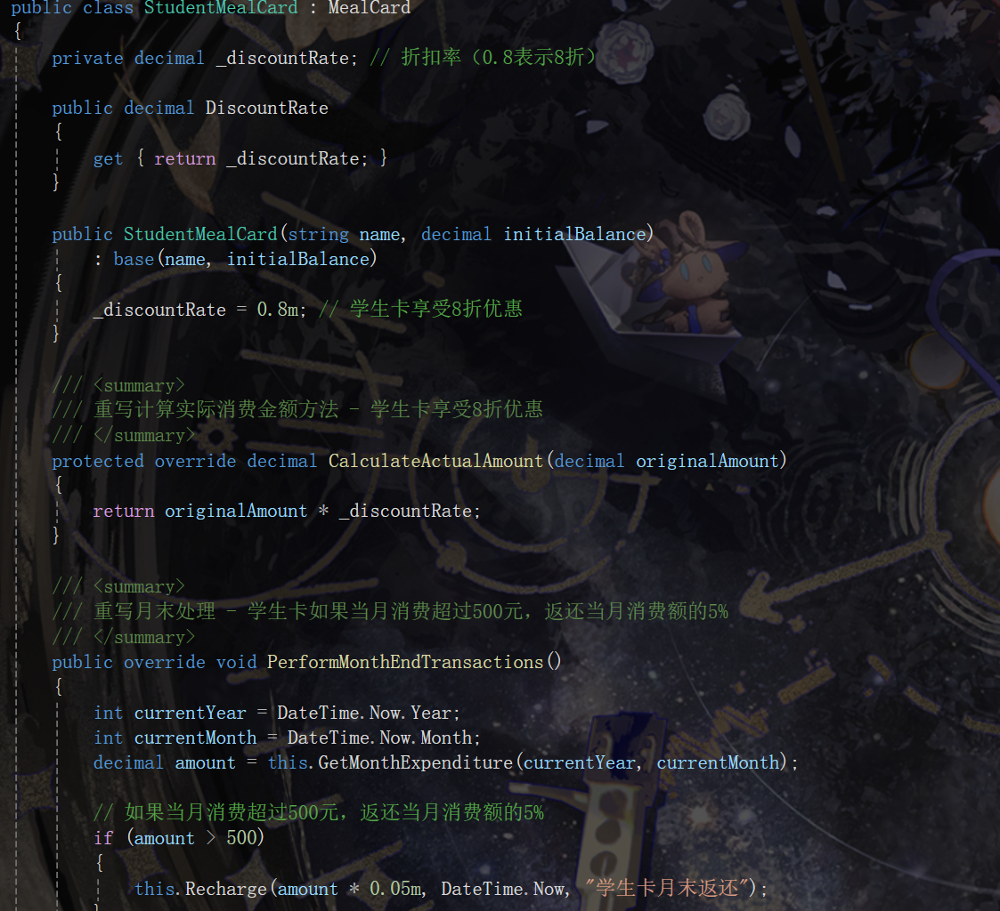 public class StudentMealCard : MealCard
{
private decimal _discountRate; // 折扣率（0.8表示8折）
public decimal DiscountRate
{
get { return _discountRate; }
}
public StudentMealCard(string name, decimal initialBalance)
: base(name, initialBalance)
{
_discountRate = 0.8m; // 学生卡享受8折优惠
}
/// <summary>
/// 重写计算实际消费金额方法 - 学生卡享受8折优惠
/// </summary>
protected override decimal CalculateActualAmount(decimal originalAmount)
{
return originalAmount * _discountRate;
}
/// <summary>
/// 重写月末处理 - 学生卡如果当月消费超过500元，返还当月消费额的5%
/// </summary>
public override void PerformMonthEndTransactions()
{
int currentYear = DateTime.Now.Year;
int currentMonth = DateTime.Now.Month;
decimal amount = this.GetMonthExpenditure(currentYear, currentMonth);
// 如果当月消费超过500元，返还当月消费额的5%
if (amount > 500)
{
this.Recharge(amount * 0.05m, DateTime.Now, "学生卡月末返还");
}